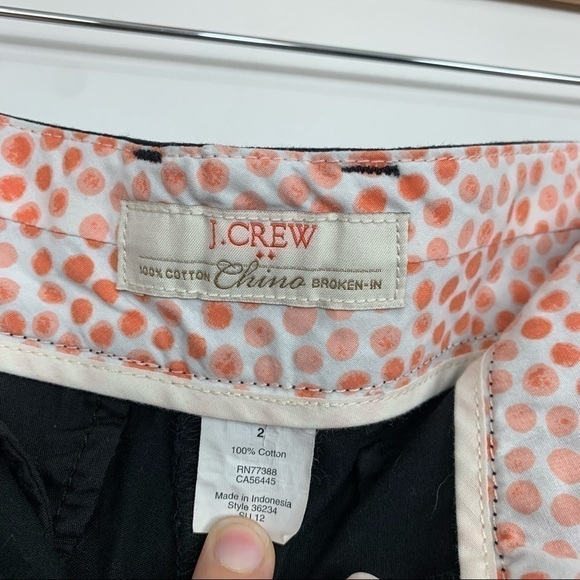 J.CREW
100% COTTON Chino BROKEN-IN
2
100% Cotton
RN77388
CA56445
Made in Indonesia
Style 36234
SU 12